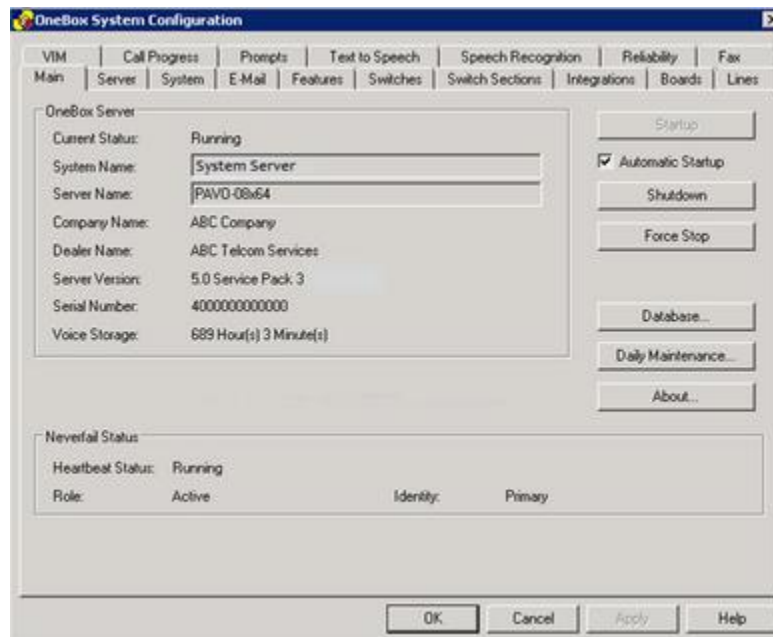 OneBox System Configuration
VIM Call Progress Prompts Text to Speech Speech Recognition Reliability Fax
Main Server System E-Mail Features Switches Switch Sections Integrations Boards Lines
OneBox Server
Current Status: Running
System Name: System Server
Server Name: PAVO-08x64
Company Name: ABC Company
Dealer Name: ABC Telcom Services
Server Version: 5.0 Service Pack 3
Serial Number: 4000000000000
Voice Storage: 689 Hour(s) 3 Minute(s)
Startup
Automatic Startup
Shutdown
Force Stop
Database...
Daily Maintenance...
About...
Neverfail Status
Heartbeat Status: Running
Role: Active Identity: Primary
OK Cancel Apply Help